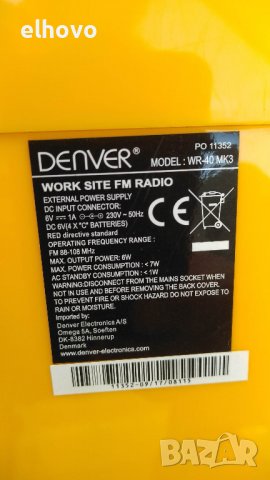 elhovo
PO 11352
DENVER®
MODEL: WR-40 MK3
WORK SITE FM RADIO
EXTERNAL POWER SUPPLY
DC INPUT CONNECTOR:
6V ⎓ 1A 230V ~ 50Hz
DC 6V(4 X "C" BATTERIES)
RED directive standard
OPERATING FREQUENCY RANGE:
FM 88-108 MHz
MAX. OUTPUT POWER: 6W
MAX. POWER CONSUMPTION : < 7W
AC STANDBY CONSUMPTION : < 1W
WARNING:DISCONNECT FROM THE MAINS SOCKET WHEN
NOT IN USE AND BEFORE REMOVING THE BACK COVER.
TO PREVENT FIRE OR SHOCK HAZARD DO NOT EXPOSE TO
RAIN OR MOISTURE.
Imported by:
Denver Electronics A/S
Omega 5A, Soeften
DK-8382 Hinnerup
Denmark
www.denver-electronics.com
CE
11352-09/17/08115
BAZAR
bg